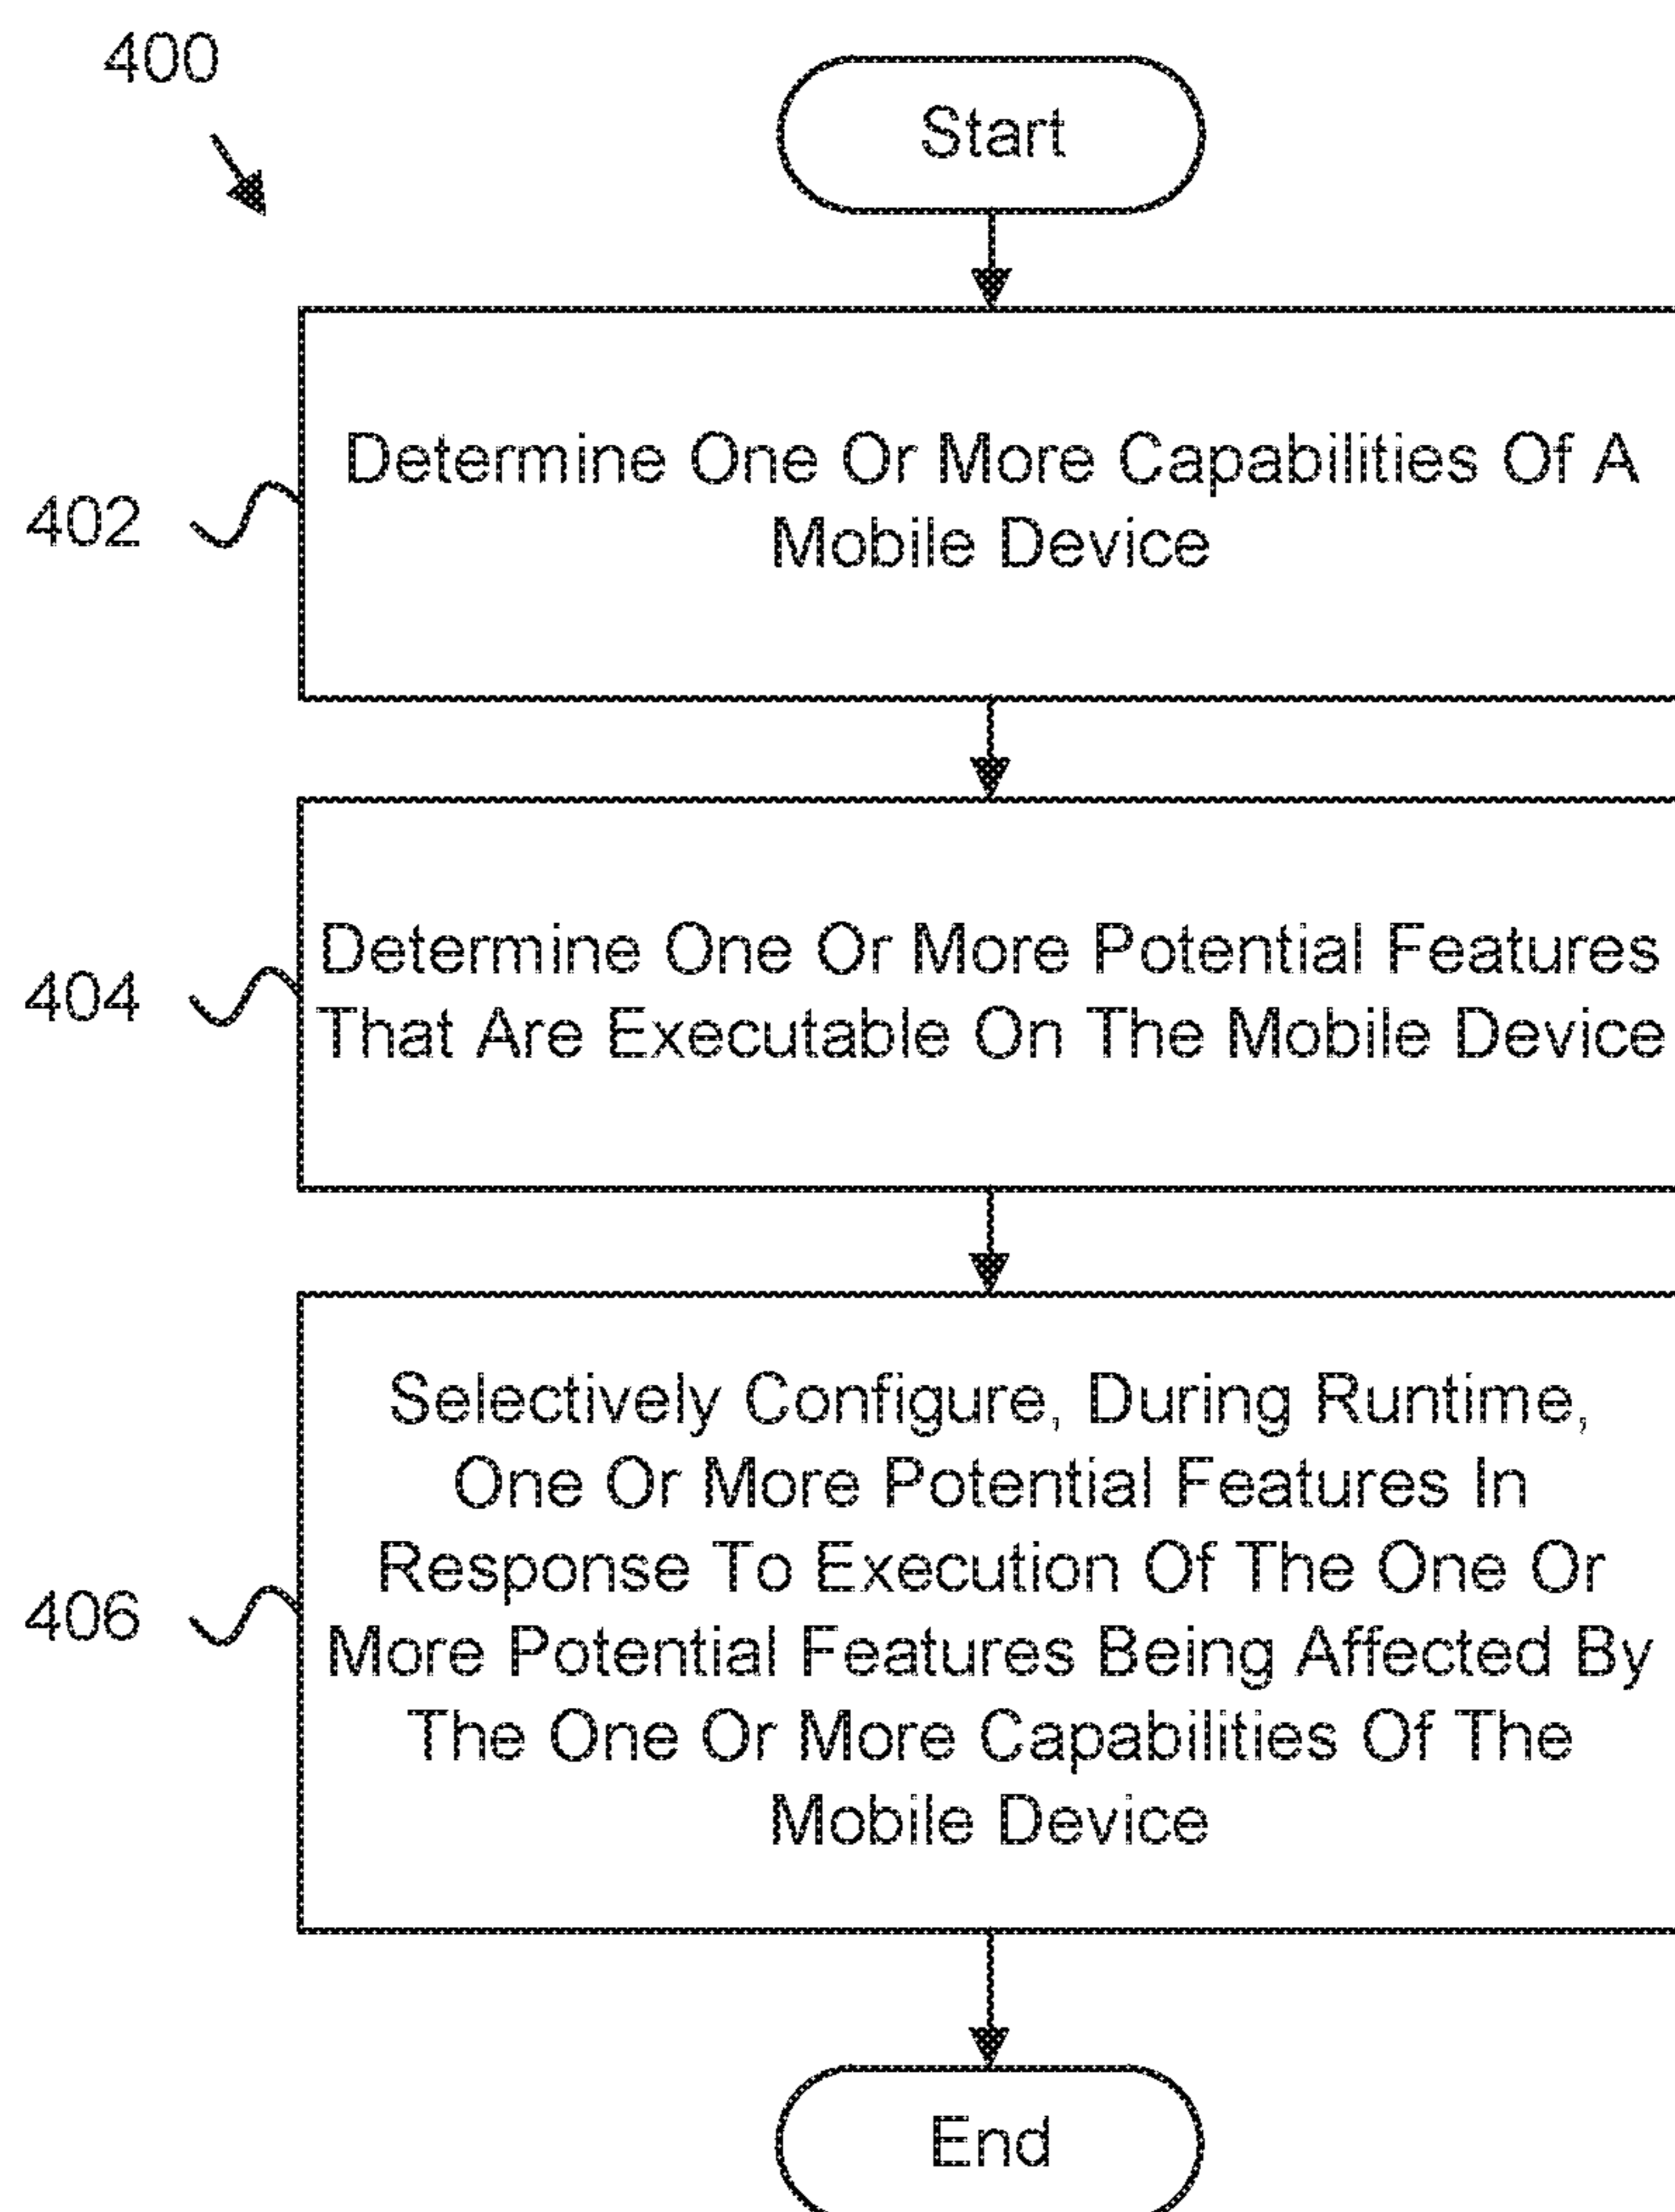 400
Start
402
Determine One Or More Capabilities Of A
Mobile Device
404
Determine One Or More Potential Features
That Are Executable On The Mobile Device
406
Selectively Configure, During Runtime,
One Or More Potential Features In
Response To Execution Of The One Or
More Potential Features Being Affected By
The One Or More Capabilities Of The
Mobile Device
End